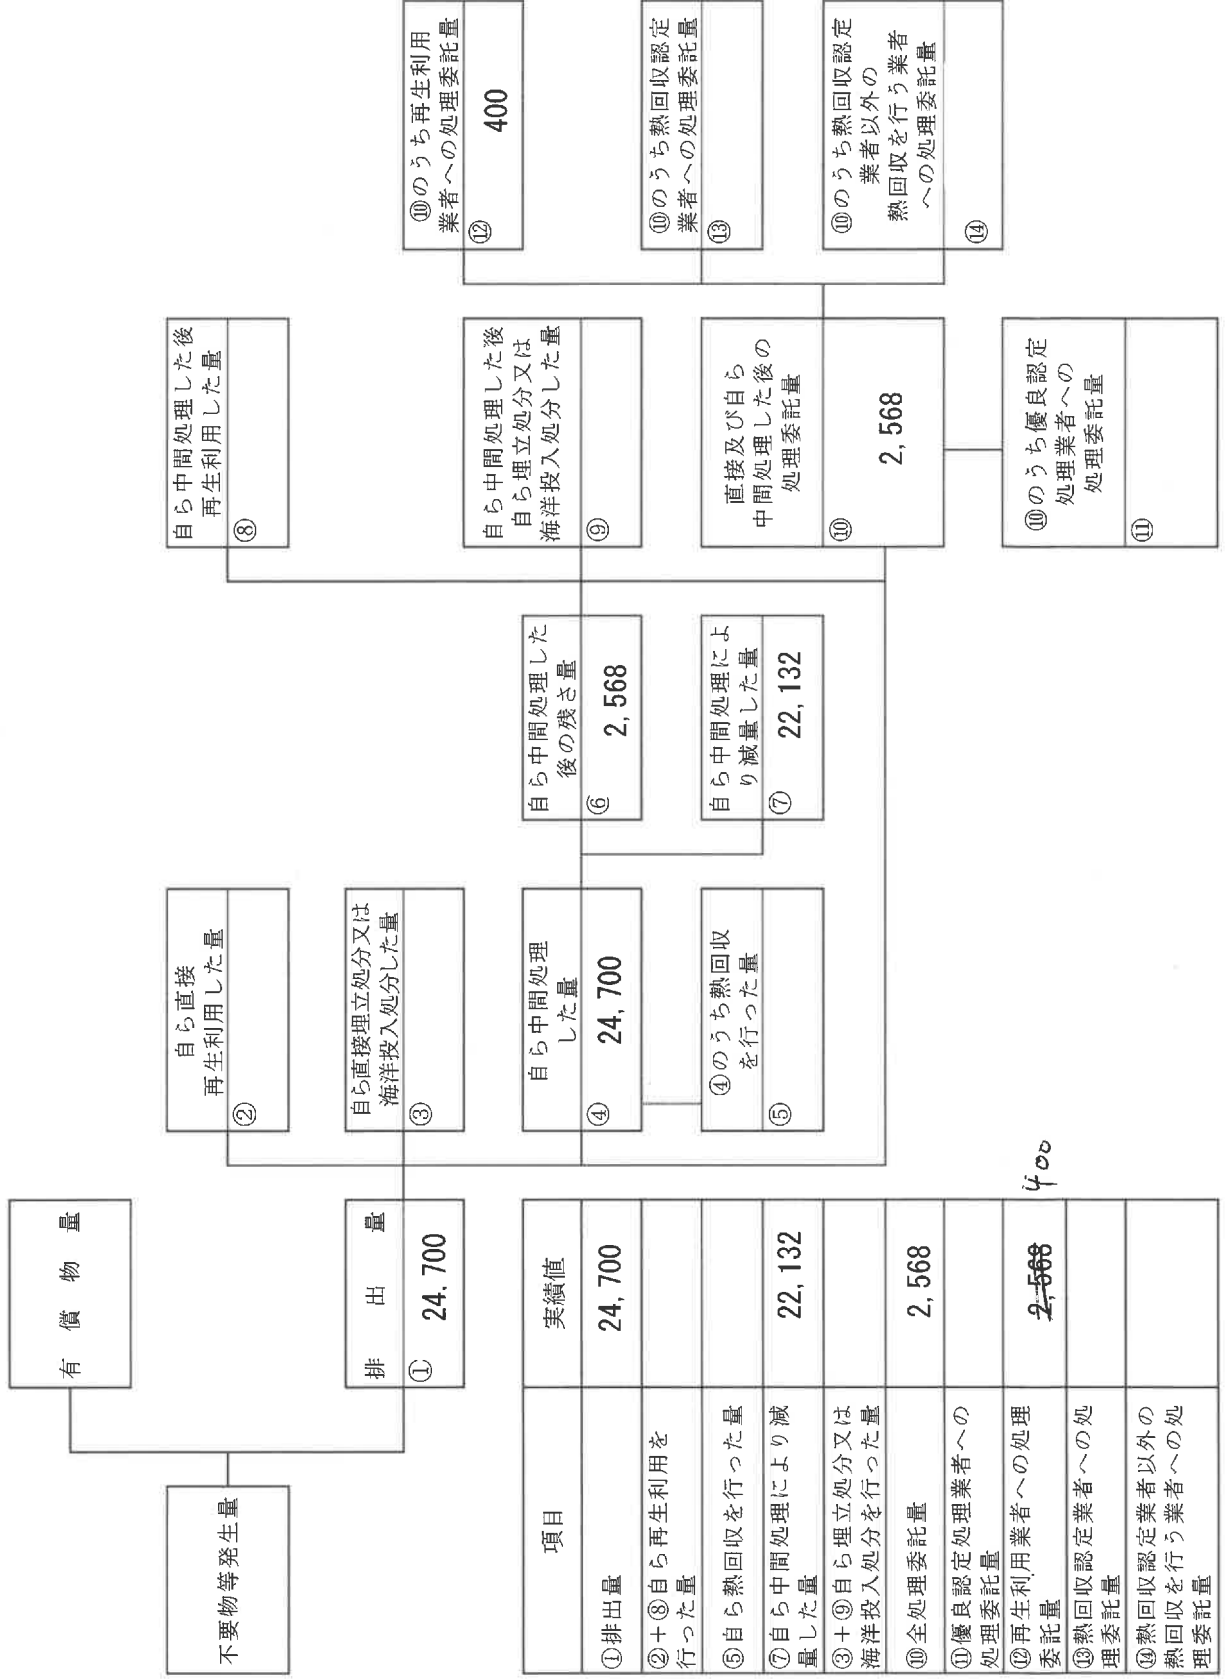 不要物等発生量
有償物量
排出量
① 24,700
自ら直接
再生利用した量
②
自ら直接埋立処分又は
海洋投入処分した量
③
自ら中間処理
した量
④ 24,700
④のうち熱回収
を行った量
⑤
自ら中間処理した
後の残さ量
⑥ 2,568
自ら中間処理によ
り減量した量
⑦ 22,132
自ら中間処理した後
再生利用した量
⑧
自ら中間処理した後
自ら埋立処分又は
海洋投入処分した量
⑨
直接及び自ら
中間処理した後の
処理委託量
⑩ 2,568
⑩のうち優良認定
処理業者への
処理委託量
⑪
⑩のうち再生利用
業者への処理委託量
⑫ 400
⑩のうち熱回収認定
業者への処理委託量
⑬
⑩のうち熱回収認定
業者以外の
熱回収を行う業者
への処理委託量
⑭
項目 実績値
①排出量 24,700
②+⑧自ら再生利用を
行った量
⑤自ら熱回収を行った量
⑦自ら中間処理により減
量した量 22,132
③+⑨自ら埋立処分又は
海洋投入処分を行った量
⑩全処理委託量 2,568
⑪優良認定処理業者への
処理委託量
⑫再生利用業者への処理
委託量 2,568 400
⑬熱回収認定業者への処
理委託量
⑭熱回収認定業者以外の
熱回収を行う業者への処
理委託量